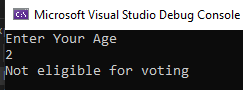 Microsoft Visual Studio Debug Console
Enter Your Age
2
Not eligible for voting